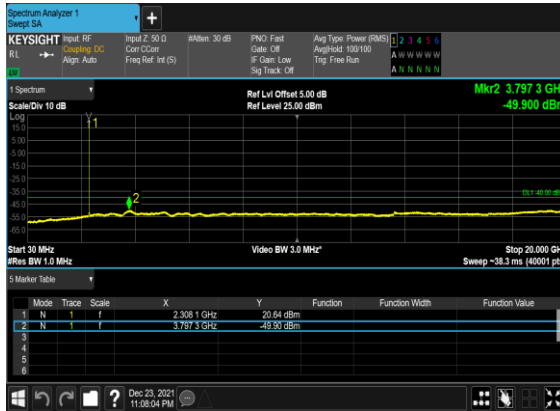 Spectrum Analyzer 1
Swept SA
KEYSIGHT
RL
Input: RF
Coupling: DC
Align: Auto
Input Z: 50 Ω
Corr CCorr
Freq Ref: Int (S)
#Atten: 30 dB
PNO: Fast
Gate: Off
IF Gain: Low
Sig Track: Off
Avg Type: Power (RMS)
Avg|Hold: 100/100
Trig: Free Run
1 2 3 4 5 6
A W W W W W
A N N N N N
1 Spectrum
Scale/Div 10 dB
Ref Lvl Offset 5.00 dB
Ref Level 25.00 dBm
Mkr2 3.797 3 GH
-49.900 dBr
Log
15.0
5.00
-5.00
-15.0
-25.0
-35.0
-45.0
-55.0
-65.0
1
2
DL1 -40.00 dB
Start 30 MHz
#Res BW 1.0 MHz
Video BW 3.0 MHz*
Stop 20.000 GH
Sweep ~38.3 ms (40001 pt
5 Marker Table
Mode Trace Scale X Y Function Function Width Function Value
1 N 1 f 2.308 1 GHz 20.64 dBm
2 N 1 f 3.797 3 GHz -49.90 dBm
3
4
5
6
?
Dec 23, 2021
11:08:04 PM